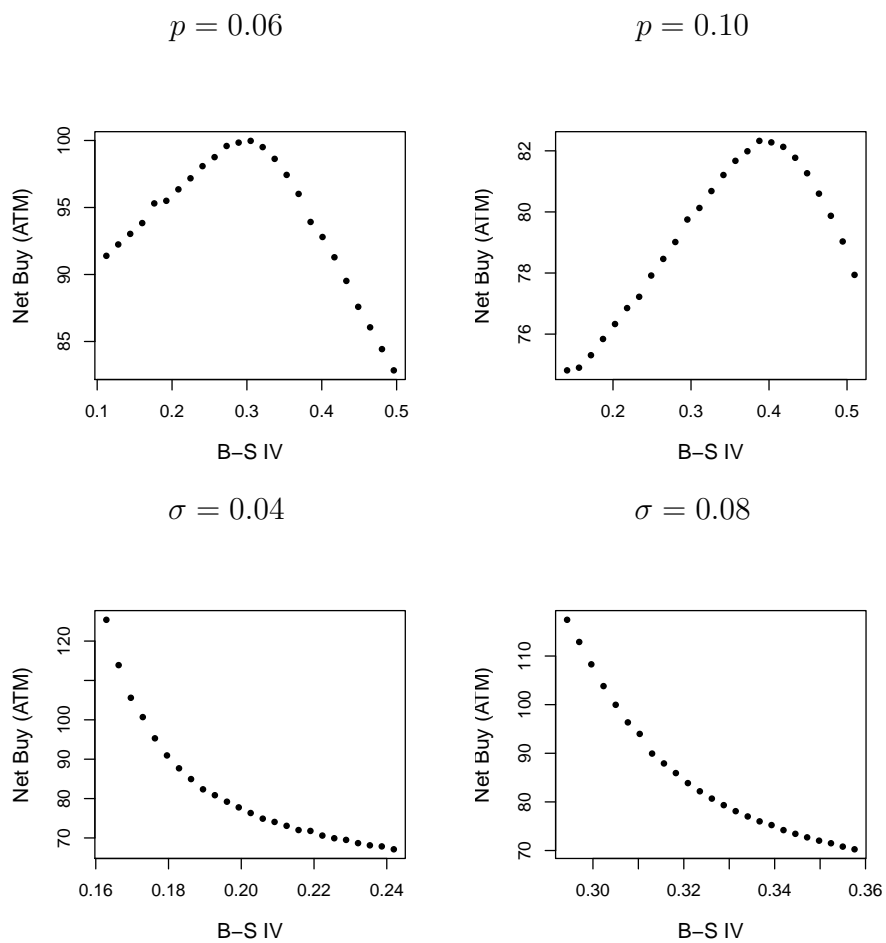 p = 0.06
p = 0.10
Net Buy (ATM)
100
95
90
85
0.1 0.2 0.3 0.4 0.5
B−S IV
Net Buy (ATM)
82
80
78
76
0.2 0.3 0.4 0.5
B−S IV
σ = 0.04
σ = 0.08
Net Buy (ATM)
120
100
90
80
70
0.16 0.18 0.20 0.22 0.24
B−S IV
Net Buy (ATM)
110
100
90
80
70
0.30 0.32 0.34 0.36
B−S IV